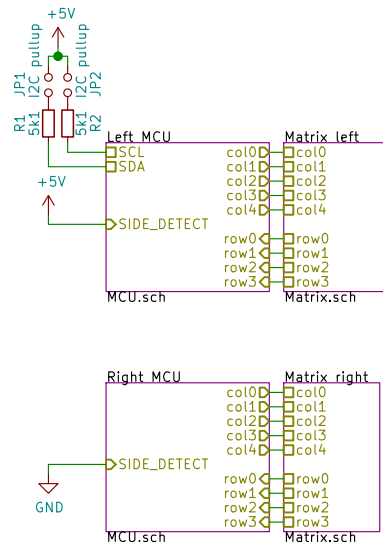 +5V
JP1
I2C pullup
I2C pullup
JP2
R1
5k1
5k1
R2
Left MCU
Matrix left
SCL
SDA
+5V
SIDE_DETECT
col0
col1
col2
col3
col4
row0
row1
row2
row3
col0
col1
col2
col3
col4
row0
row1
row2
row3
MCU.sch
Matrix.sch
Right MCU
Matrix right
SIDE_DETECT
GND
col0
col1
col2
col3
col4
row0
row1
row2
row3
col0
col1
col2
col3
col4
row0
row1
row2
row3
MCU.sch
Matrix.sch